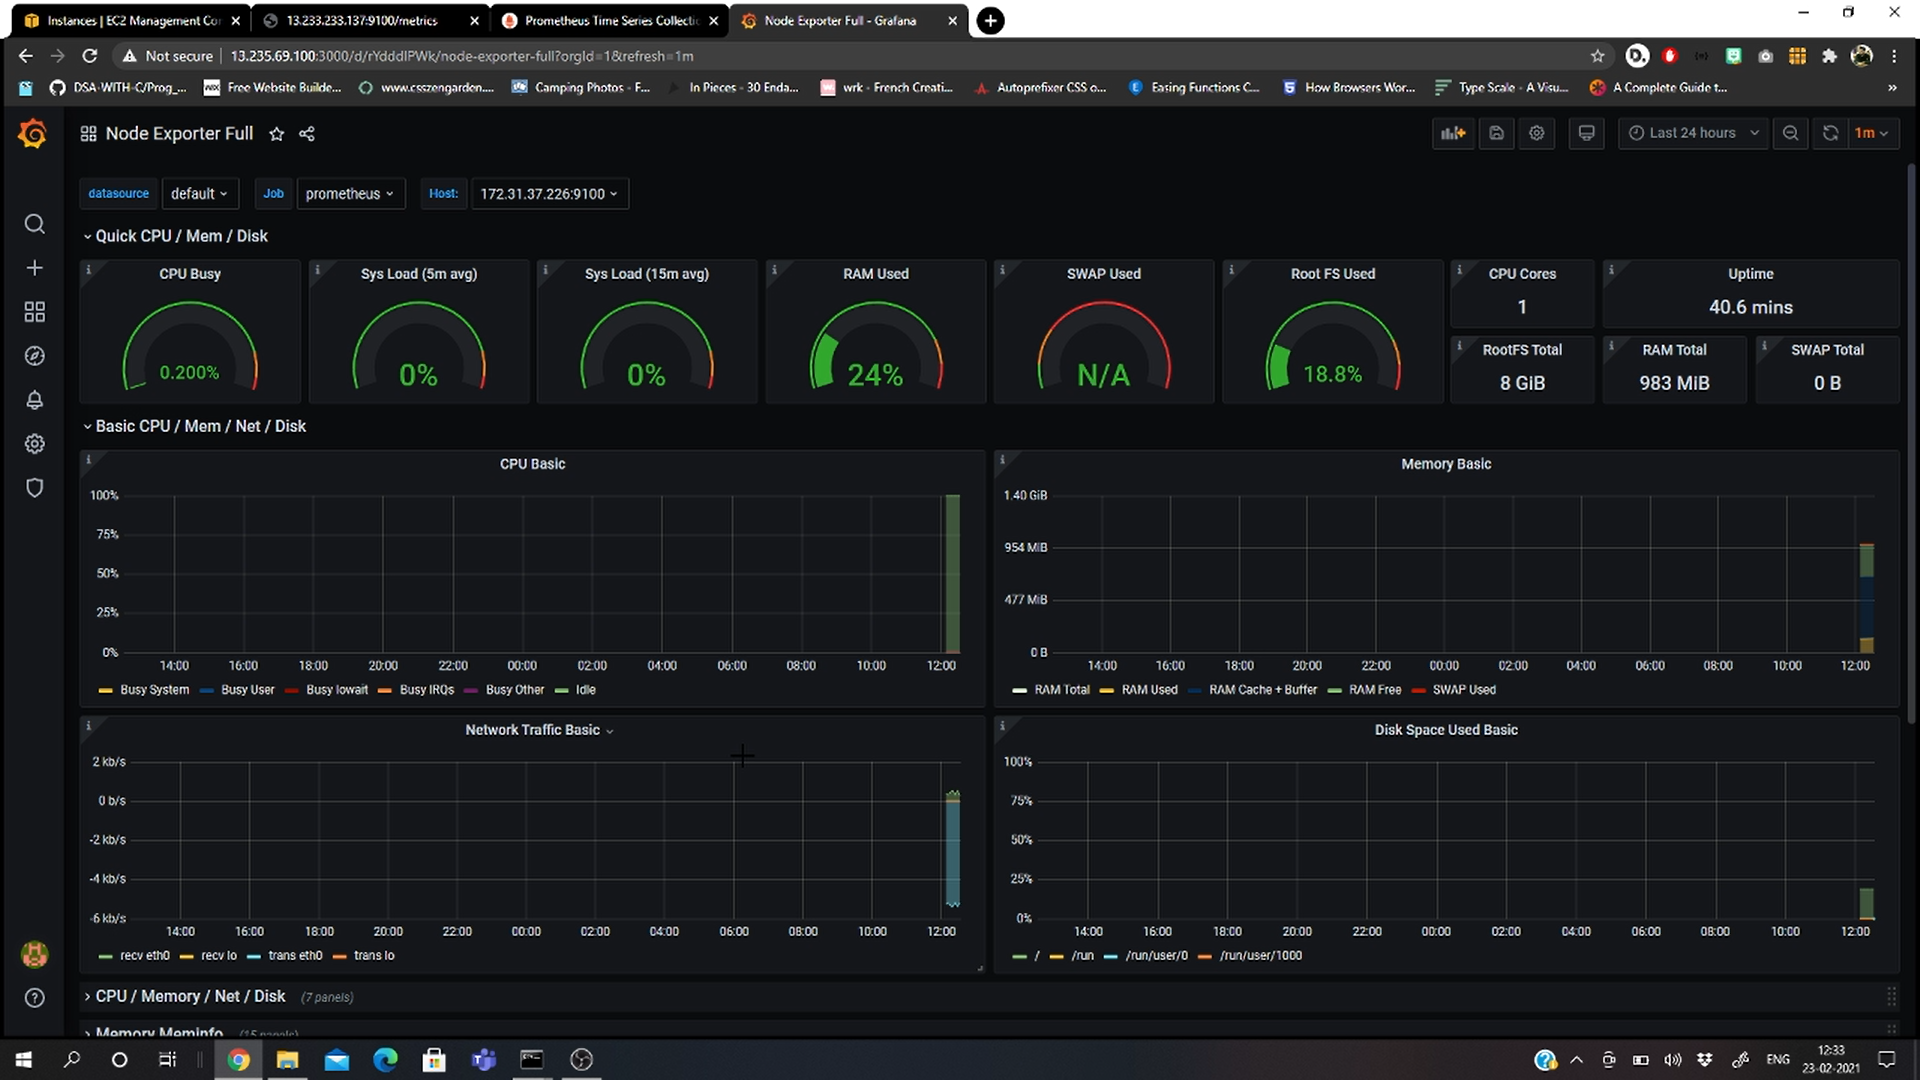 Instances | EC2 Management Co
13.233.233.137:9100/metrics
Prometheus Time Series Collecti
Node Exporter Full - Grafana
Not secure
13.235.69.100:3000/d/rYdddlPWk/node-exporter-full?orgId=1&refresh=1m
DSA-WITH-C/Prog_...
WiX
Free Website Builde...
www.csszengarden....
Camping Photos - F...
In Pieces - 30 Enda...
wrk - French Creati...
Autoprefixer CSS o...
Easing Functions C...
How Browsers Wor...
Type Scale - A Visu...
A Complete Guide t...
Node Exporter Full
Last 24 hours
1m
datasource
default
Job
prometheus
Host:
172.31.37.226:9100
Quick CPU / Mem / Disk
CPU Busy
0.200%
Sys Load (5m avg)
0%
Sys Load (15m avg)
0%
RAM Used
24%
SWAP Used
N/A
Root FS Used
18.8%
CPU Cores
1
Uptime
40.6 mins
RootFS Total
8 GiB
RAM Total
983 MiB
SWAP Total
0 B
Basic CPU / Mem / Net / Disk
CPU Basic
100%
75%
50%
25%
0%
14:00 16:00 18:00 20:00 22:00 00:00 02:00 04:00 06:00 08:00 10:00 12:00
Busy System Busy User Busy Iowait Busy IRQs Busy Other Idle
Memory Basic
1.40 GiB
954 MiB
477 MiB
0 B
14:00 16:00 18:00 20:00 22:00 00:00 02:00 04:00 06:00 08:00 10:00 12:00
RAM Total RAM Used RAM Cache + Buffer RAM Free SWAP Used
Network Traffic Basic
2 kb/s
0 b/s
-2 kb/s
-4 kb/s
-6 kb/s
14:00 16:00 18:00 20:00 22:00 00:00 02:00 04:00 06:00 08:00 10:00 12:00
recv eth0 recv lo trans eth0 trans lo
Disk Space Used Basic
100%
75%
50%
25%
0%
14:00 16:00 18:00 20:00 22:00 00:00 02:00 04:00 06:00 08:00 10:00 12:00
/ /run /run/user/0 /run/user/1000
CPU / Memory / Net / Disk (7 panels)
Memory Meminfo (15 panels)
ENG
12:33
23-02-2021